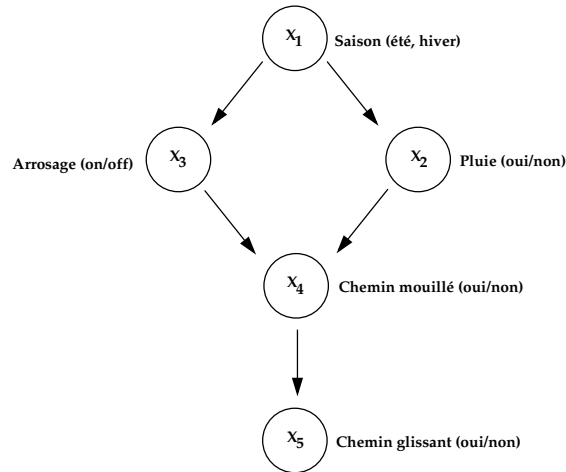 X1 Saison (été, hiver)
Arrosage (on/off) X3 X2 Pluie (oui/non)
X4 Chemin mouillé (oui/non)
X5 Chemin glissant (oui/non)